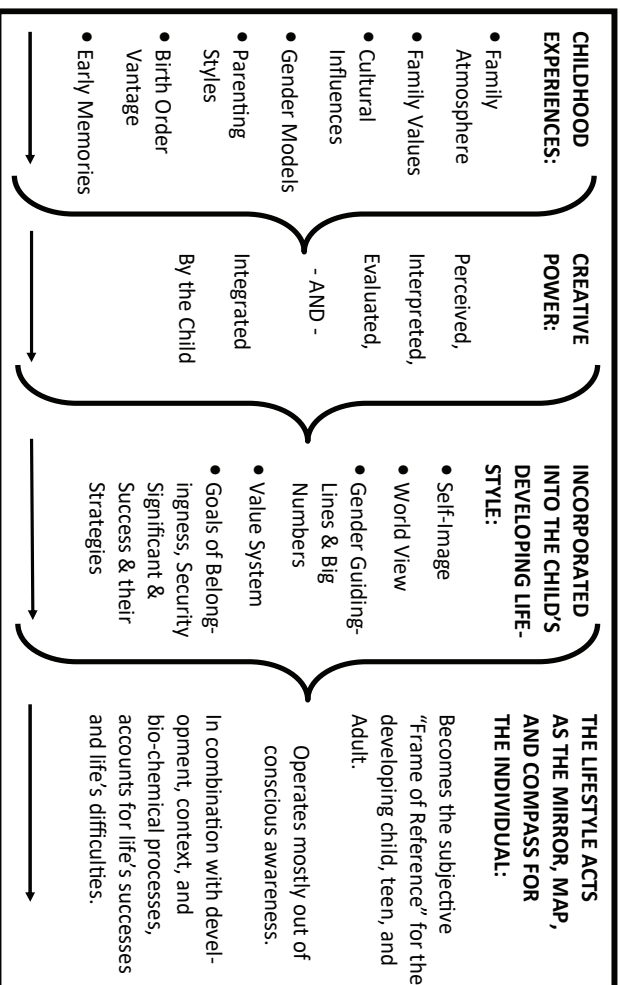 CHILDHOOD
EXPERIENCES:
• Family
Atmosphere
• Family Values
• Cultural
Influences
• Gender Models
• Parenting
Styles
• Birth Order
Vantage
• Early Memories
CREATIVE
POWER:
Perceived,
Interpreted,
Evaluated,
- AND -
Integrated
By the Child
INCORPORATED
INTO THE CHILD’S
DEVELOPING LIFE-
STYLE:
• Self-Image
• World View
• Gender Guiding-
Lines & Big
Numbers
• Value System
• Goals of Belong-
ingness, Security
Significant &
Success & their
Strategies
THE LIFESTYLE ACTS
AS THE MIRROR, MAP,
AND COMPASS FOR
THE INDIVIDUAL:
Becomes the subjective
“Frame of Reference” for the
developing child, teen, and
Adult.
Operates mostly out of
conscious awareness.
In combination with devel-
opment, context, and
bio-chemical processes,
accounts for life’s successes
and life’s difficulties.